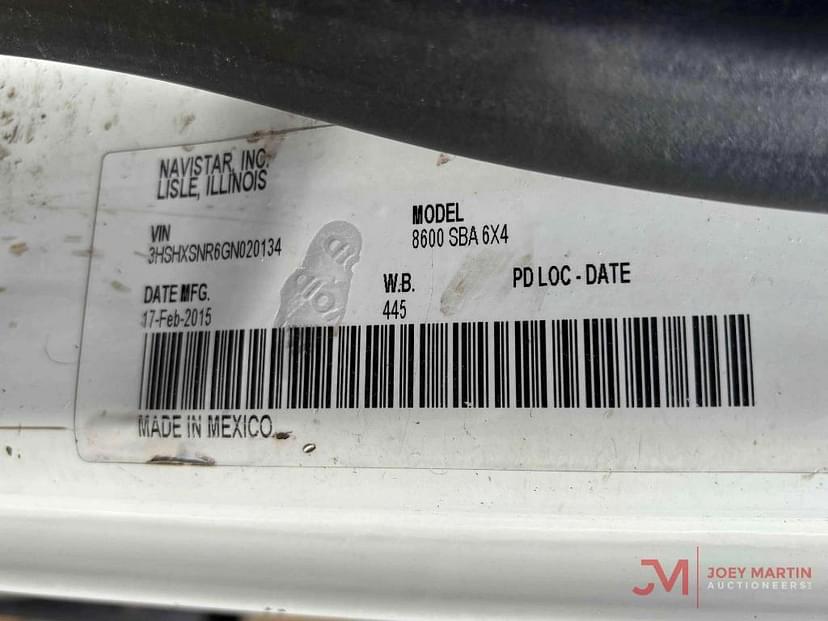 NAVISTAR, INC.
LISLE, ILLINOIS
VIN
3HSHXSNR6GN020134
MODEL
8600 SBA 6X4
DATE MFG.
17-Feb-2015
W.B.
445
PD LOC - DATE
MADE IN MEXICO
JM
JOEY MARTIN
AUCTIONEERS